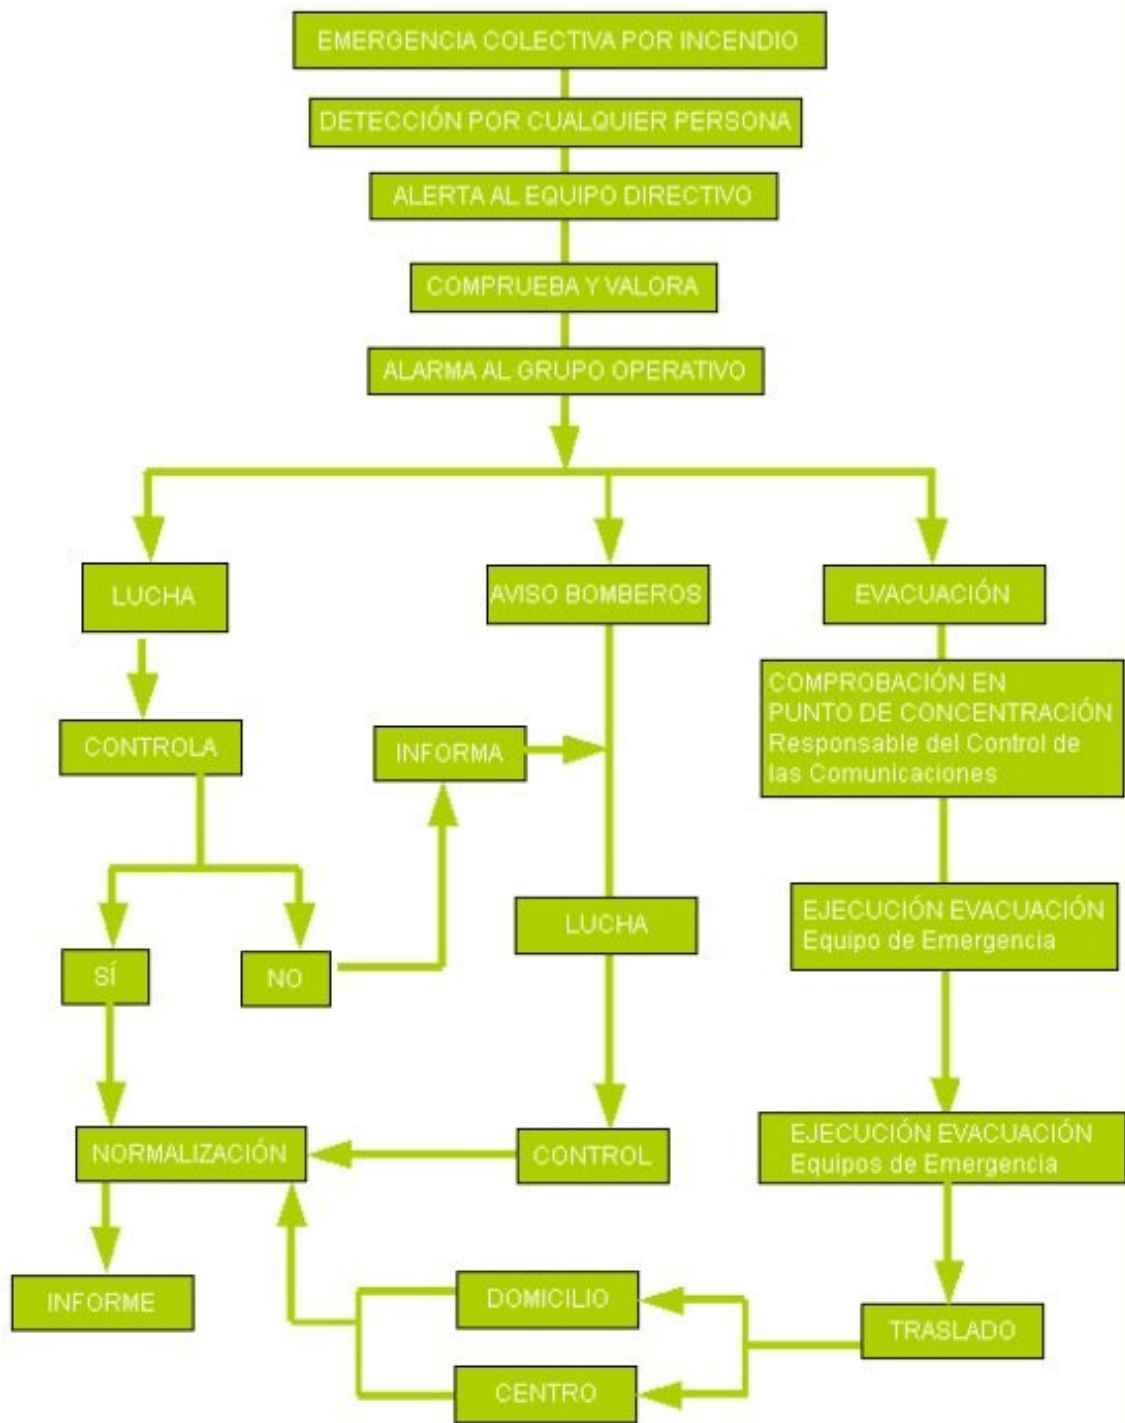 EMERGENCIA COLECTIVA POR INCENDIO
DETECCIÓN POR CUALQUIER PERSONA
ALERTA AL EQUIPO DIRECTIVO
COMPRUEBA Y VALORA
ALARMA AL GRUPO OPERATIVO
LUCHA
AVISO BOMBEROS
EVACUACIÓN
COMPROBACIÓN EN
PUNTO DE CONCENTRACIÓN
Responsable del Control de
las Comunicaciones
CONTROLA
INFORMA
EJECUCIÓN EVACUACIÓN
Equipo de Emergencia
LUCHA
SÍ
NO
EJECUCIÓN EVACUACIÓN
Equipos de Emergencia
NORMALIZACIÓN
CONTROL
INFORME
DOMICILIO
TRASLADO
CENTRO